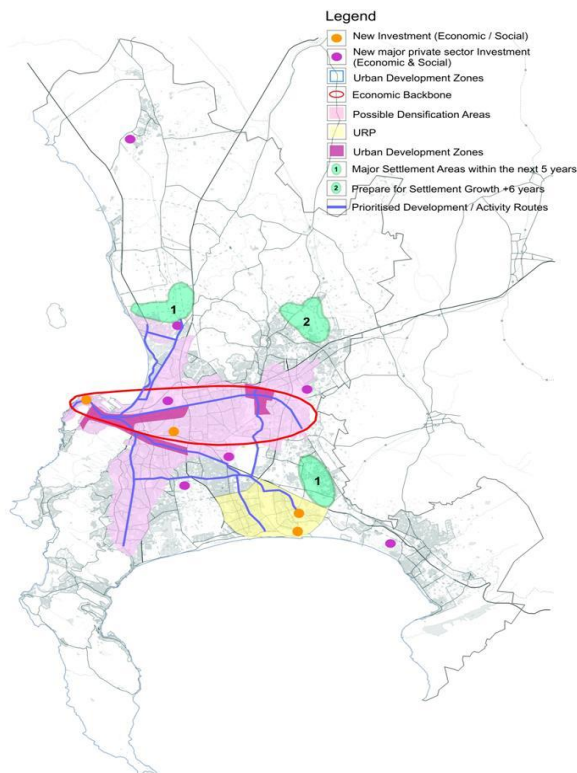 Legend
New Investment (Economic / Social)
New major private sector Investment
(Economic & Social)
Urban Development Zones
Economic Backbone
Possible Densification Areas
URP
Urban Development Zones
1 Major Settlement Areas within the next 5 years
2 Prepare for Settlement Growth +6 years
Prioritised Development / Activity Routes
1
2
1